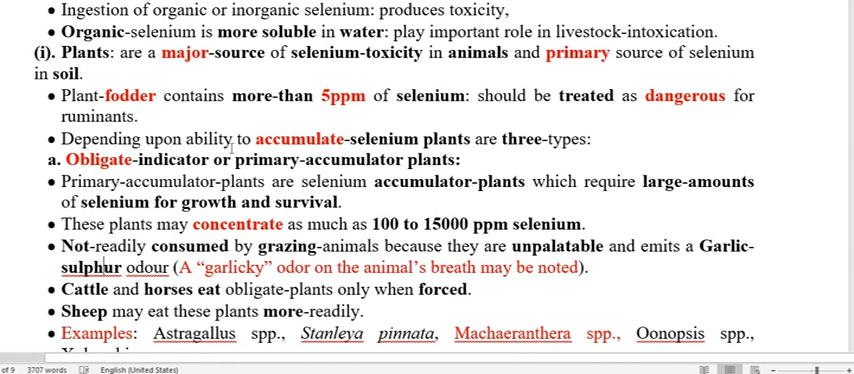 • Ingestion of organic or inorganic selenium: produces toxicity,
• Organic-selenium is more soluble in water: play important role in livestock-intoxication.
(i). Plants: are a major-source of selenium-toxicity in animals and primary source of selenium
in soil.
• Plant-fodder contains more-than 5ppm of selenium: should be treated as dangerous for
ruminants.
• Depending upon ability to accumulate-selenium plants are three-types:
a. Obligate-indicator or primary-accumulator plants:
• Primary-accumulator-plants are selenium accumulator-plants which require large-amounts
of selenium for growth and survival.
• These plants may concentrate as much as 100 to 15000 ppm selenium.
• Not-readily consumed by grazing-animals because they are unpalatable and emits a Garlic-
sulphur odour (A “garlicky” odor on the animal’s breath may be noted).
• Cattle and horses eat obligate-plants only when forced.
• Sheep may eat these plants more-readily.
• Examples: Astragallus spp., Stanleya pinnata, Machaeranthera spp., Oonopsis spp.,
of 9 3707 words English (United States)